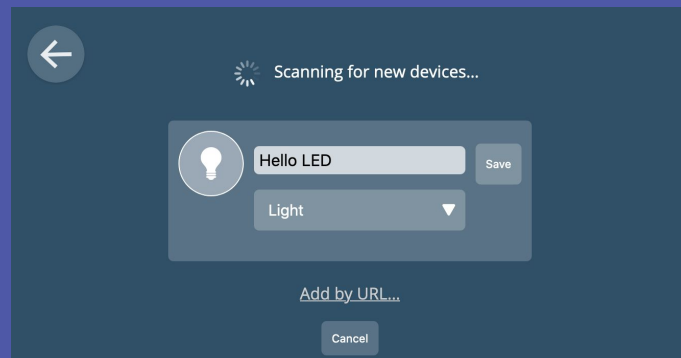 Scanning for new devices...
Hello LED
Save
Light
Add by URL...
Cancel